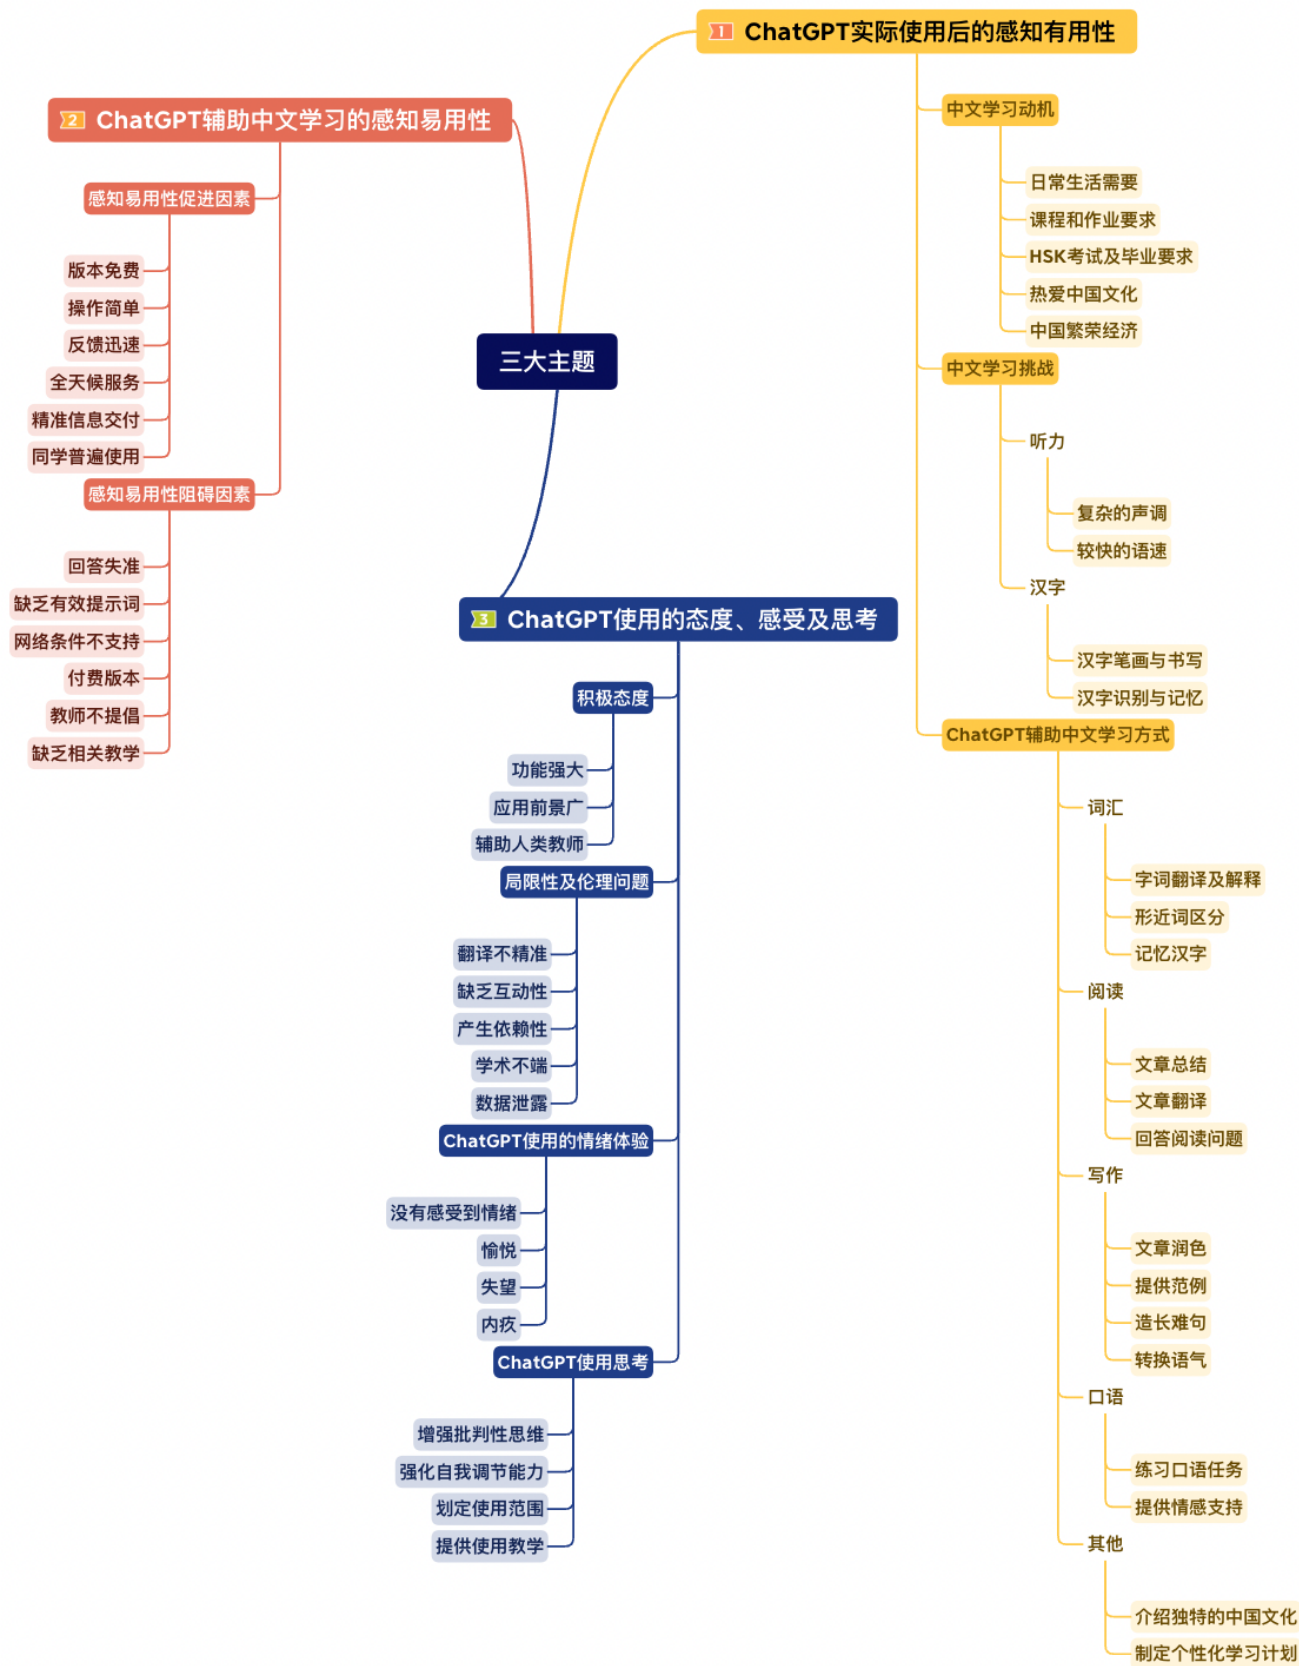 三大主题
1 ChatGPT实际使用后的感知有用性
中文学习动机
日常生活需要
课程和作业要求
HSK考试及毕业要求
热爱中国文化
中国繁荣经济
中文学习挑战
听力
复杂的声调
较快的语速
汉字
汉字笔画与书写
汉字识别与记忆
ChatGPT辅助中文学习方式
词汇
字词翻译及解释
形近词区分
记忆汉字
阅读
文章总结
文章翻译
回答阅读问题
写作
文章润色
提供范例
造长难句
转换语气
口语
练习口语任务
提供情感支持
其他
介绍独特的中国文化
制定个性化学习计划
2 ChatGPT辅助中文学习的感知易用性
感知易用性促进因素
版本免费
操作简单
反馈迅速
全天候服务
精准信息交付
同学普遍使用
感知易用性阻碍因素
回答失准
缺乏有效提示词
网络条件不支持
付费版本
教师不提倡
缺乏相关教学
3 ChatGPT使用的态度、感受及思考
积极态度
功能强大
应用前景广
辅助人类教师
局限性及伦理问题
翻译不精准
缺乏互动性
产生依赖性
学术不端
数据泄露
ChatGPT使用的情绪体验
没有感受到情绪
愉悦
失望
内疚
ChatGPT使用思考
增强批判性思维
强化自我调节能力
划定使用范围
提供使用教学